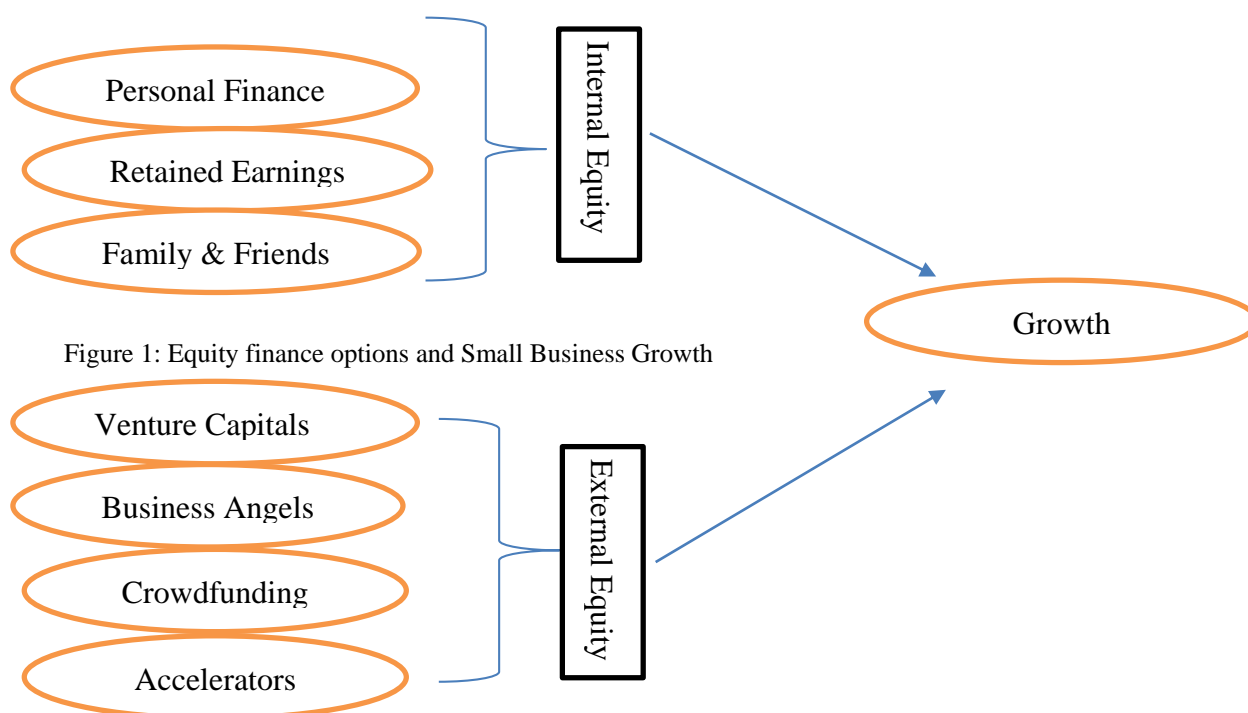 Personal Finance
Retained Earnings
Family & Friends
Internal Equity
Growth
Figure 1: Equity finance options and Small Business Growth
Venture Capitals
Business Angels
Crowdfunding
Accelerators
External Equity